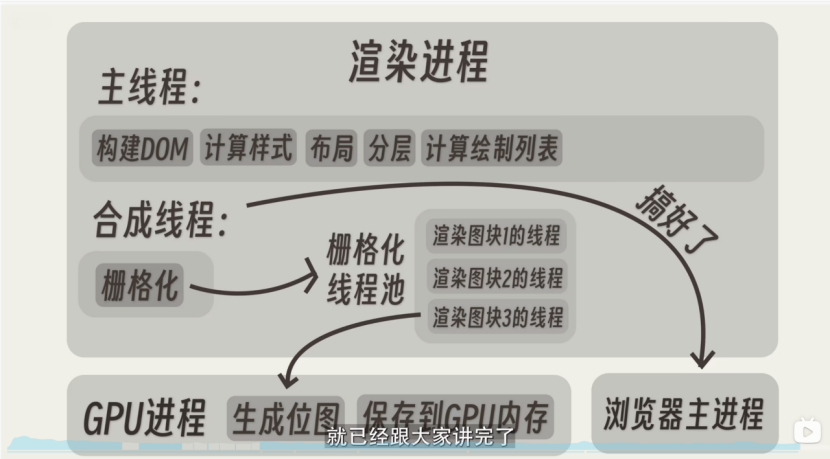 渲染进程
主线程：
构建DOM 计算样式 布局 分层 计算绘制列表
合成线程：
搞好了
栅格化
栅格化
线程池
渲染图块1的线程
渲染图块2的线程
渲染图块3的线程
GPU进程 生成位图 保存到GPU内存
浏览器主进程
就已经跟大家讲完了